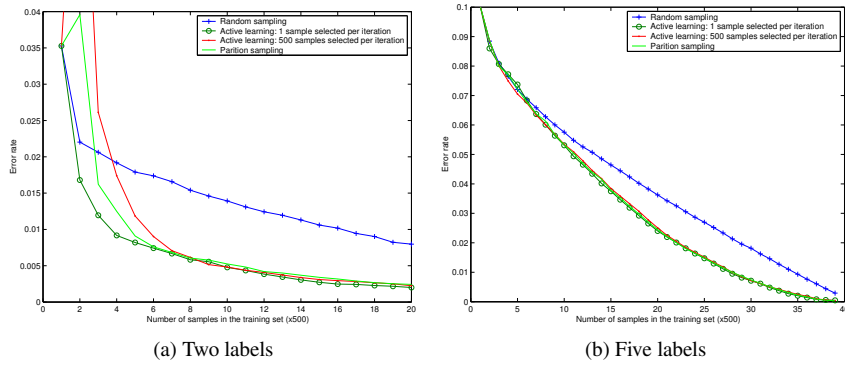 0.04
0.035
0.03
0.025
0.02
0.015
0.01
0.005
0
Error rate
0 2 4 6 8 10 12 14 16 18 20
Number of samples in the training set (x500)
Random sampling
Active learning: 1 sample selected per iteration
Active learning: 500 samples selected per iteration
Parition sampling
(a) Two labels
0.1
0.09
0.08
0.07
0.06
0.05
0.04
0.03
0.02
0.01
0
Error rate
0 5 10 15 20 25 30 35 40
Number of samples in the training set (x500)
Random sampling
Active learning: 1 sample selected per iteration
Active learning: 500 samples selected per iteration
Parition sampling
(b) Five labels